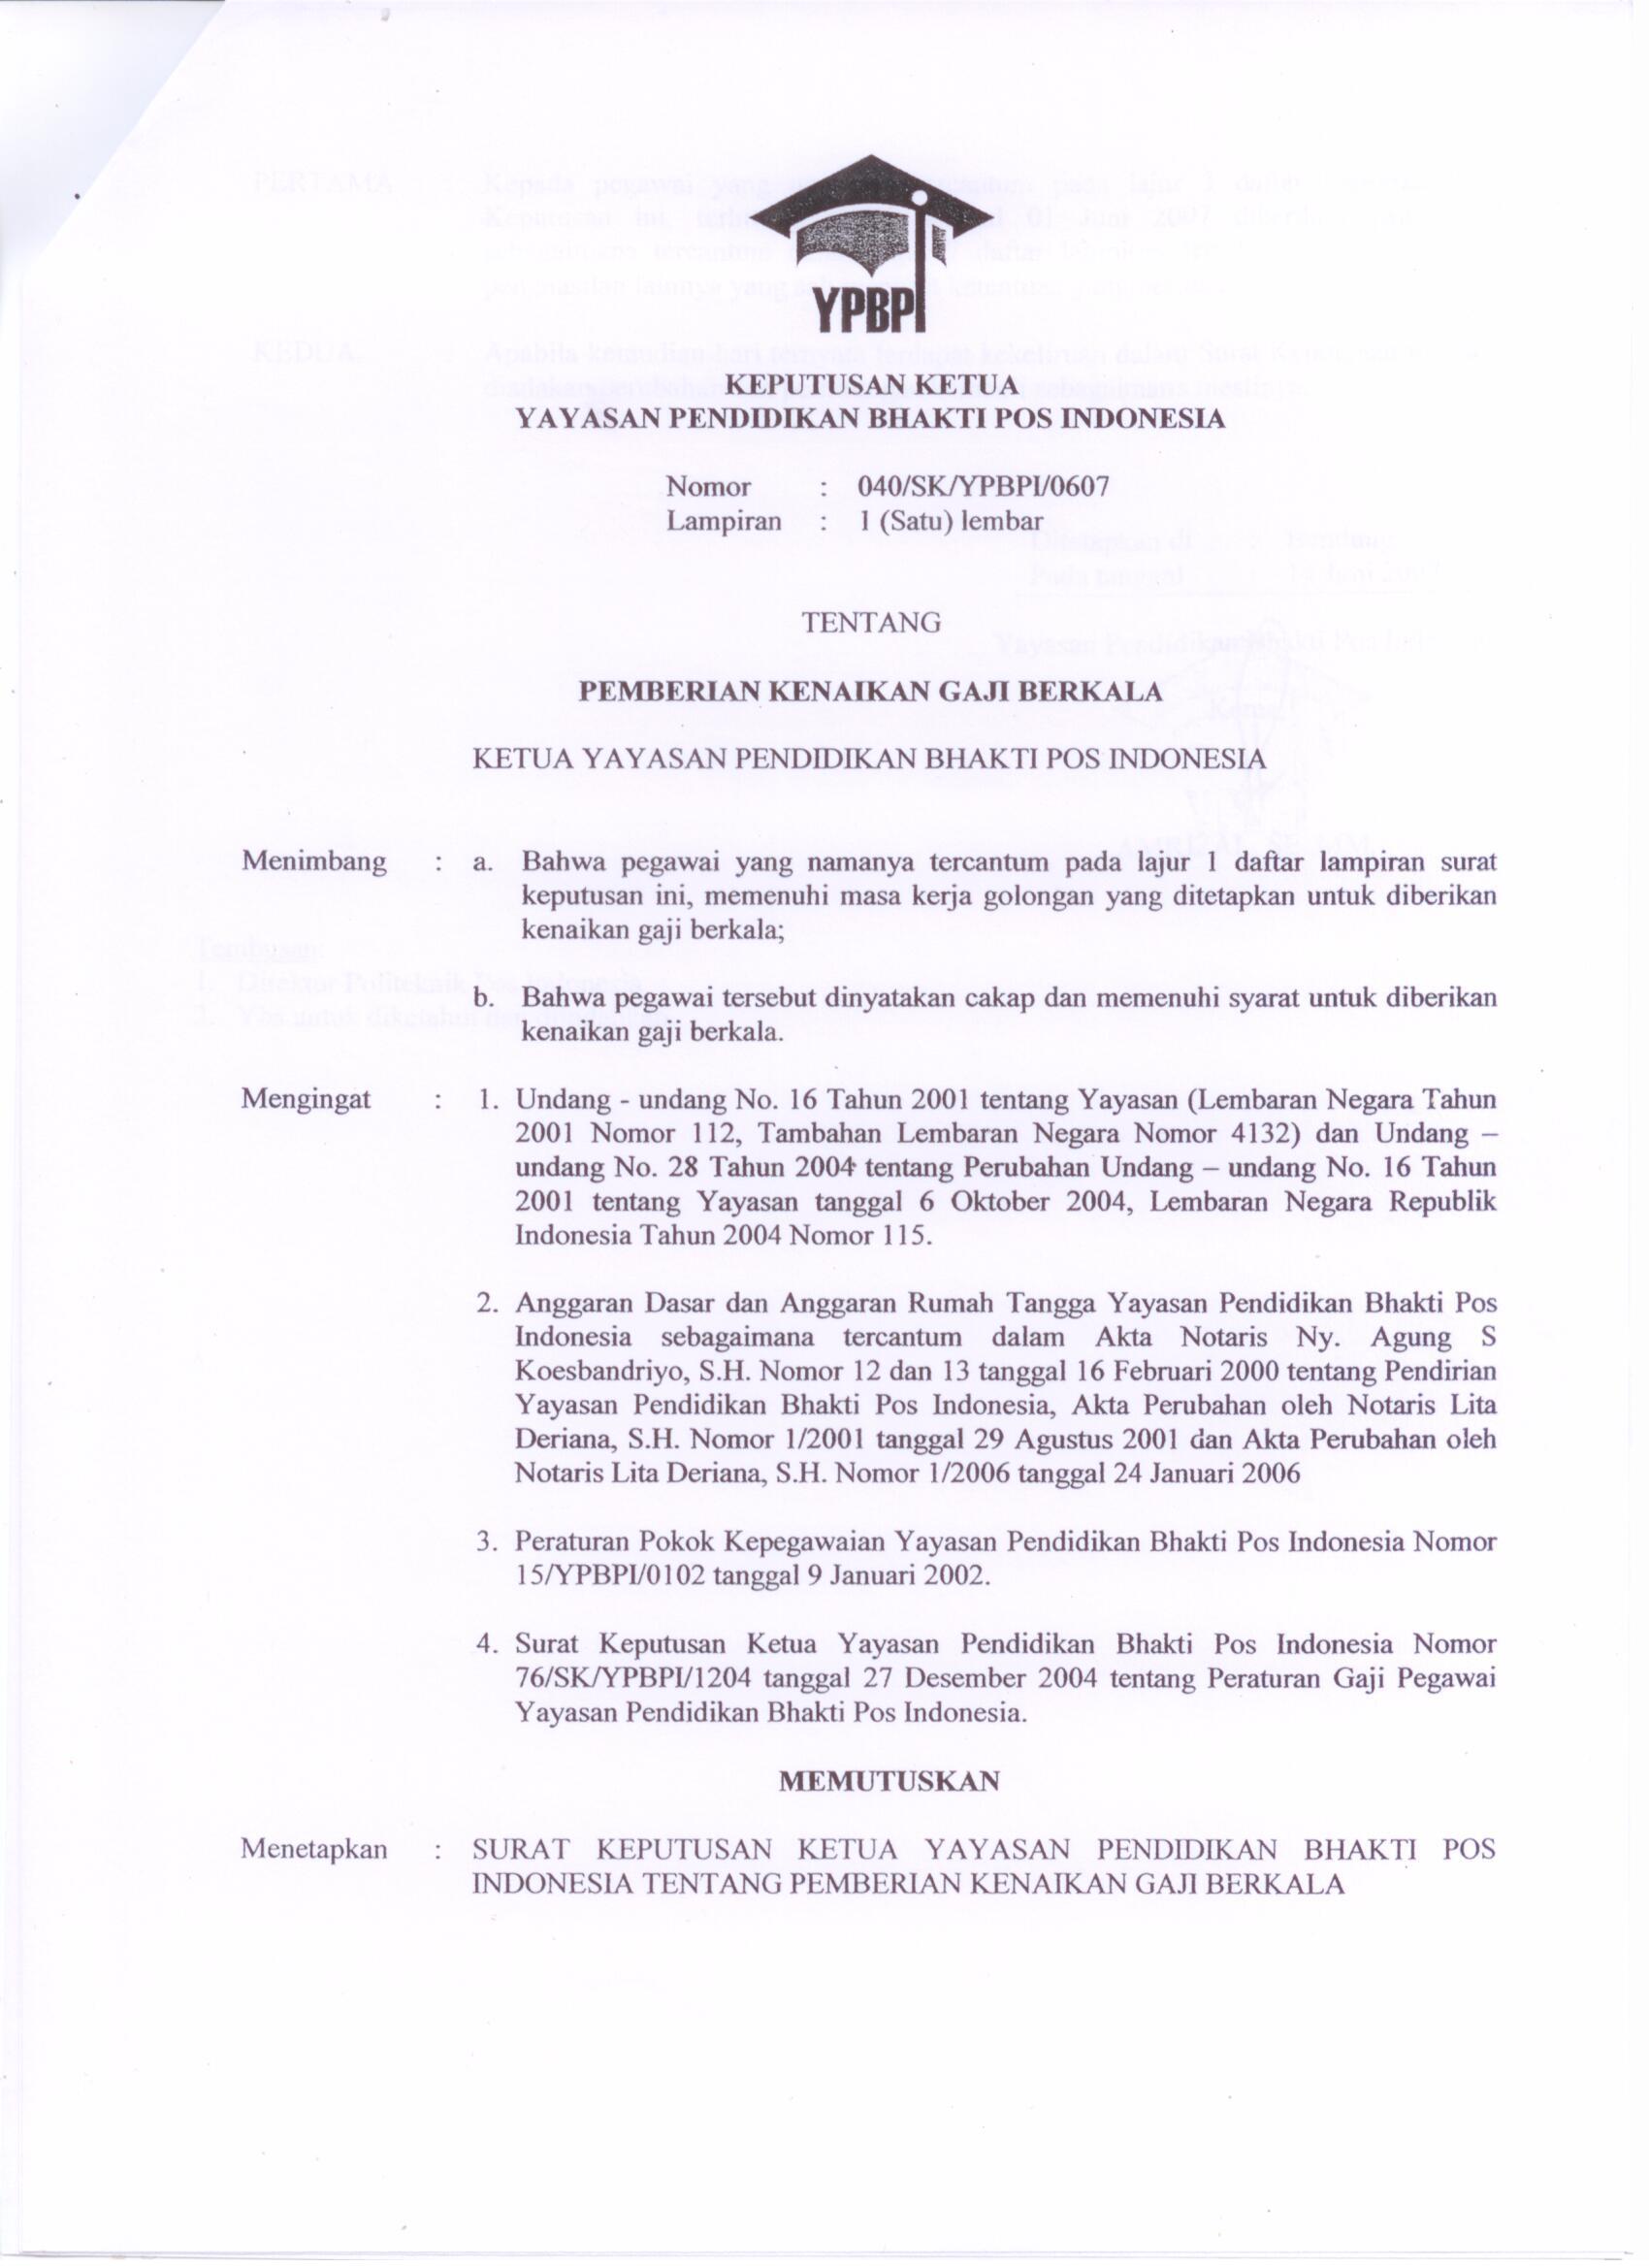 YPBPI
KEPUTUSAN KETUA
YAYASAN PENDIDIKAN BHAKTI POS INDONESIA
Nomor : 040/SK/YPBPI/0607
Lampiran : 1 (Satu) lembar
TENTANG
PEMBERIAN KENAIKAN GAJI BERKALA
KETUA YAYASAN PENDIDIKAN BHAKTI POS INDONESIA
Menimbang : a. Bahwa pegawai yang namanya tercantum pada lajur 1 daftar lampiran surat
keputusan ini, memenuhi masa kerja golongan yang ditetapkan untuk diberikan
kenaikan gaji berkala;
b. Bahwa pegawai tersebut dinyatakan cakap dan memenuhi syarat untuk diberikan
kenaikan gaji berkala.
Mengingat : 1. Undang - undang No. 16 Tahun 2001 tentang Yayasan (Lembaran Negara Tahun
2001 Nomor 112, Tambahan Lembaran Negara Nomor 4132) dan Undang –
undang No. 28 Tahun 2004 tentang Perubahan Undang – undang No. 16 Tahun
2001 tentang Yayasan tanggal 6 Oktober 2004, Lembaran Negara Republik
Indonesia Tahun 2004 Nomor 115.
2. Anggaran Dasar dan Anggaran Rumah Tangga Yayasan Pendidikan Bhakti Pos
Indonesia sebagaimana tercantum dalam Akta Notaris Ny. Agung S
Koesbandriyo, S.H. Nomor 12 dan 13 tanggal 16 Februari 2000 tentang Pendirian
Yayasan Pendidikan Bhakti Pos Indonesia, Akta Perubahan oleh Notaris Lita
Deriana, S.H. Nomor 1/2001 tanggal 29 Agustus 2001 dan Akta Perubahan oleh
Notaris Lita Deriana, S.H. Nomor 1/2006 tanggal 24 Januari 2006
3. Peraturan Pokok Kepegawaian Yayasan Pendidikan Bhakti Pos Indonesia Nomor
15/YPBPI/0102 tanggal 9 Januari 2002.
4. Surat Keputusan Ketua Yayasan Pendidikan Bhakti Pos Indonesia Nomor
76/SK/YPBPI/1204 tanggal 27 Desember 2004 tentang Peraturan Gaji Pegawai
Yayasan Pendidikan Bhakti Pos Indonesia.
MEMUTUSKAN
Menetapkan : SURAT KEPUTUSAN KETUA YAYASAN PENDIDIKAN BHAKTI POS
INDONESIA TENTANG PEMBERIAN KENAIKAN GAJI BERKALA